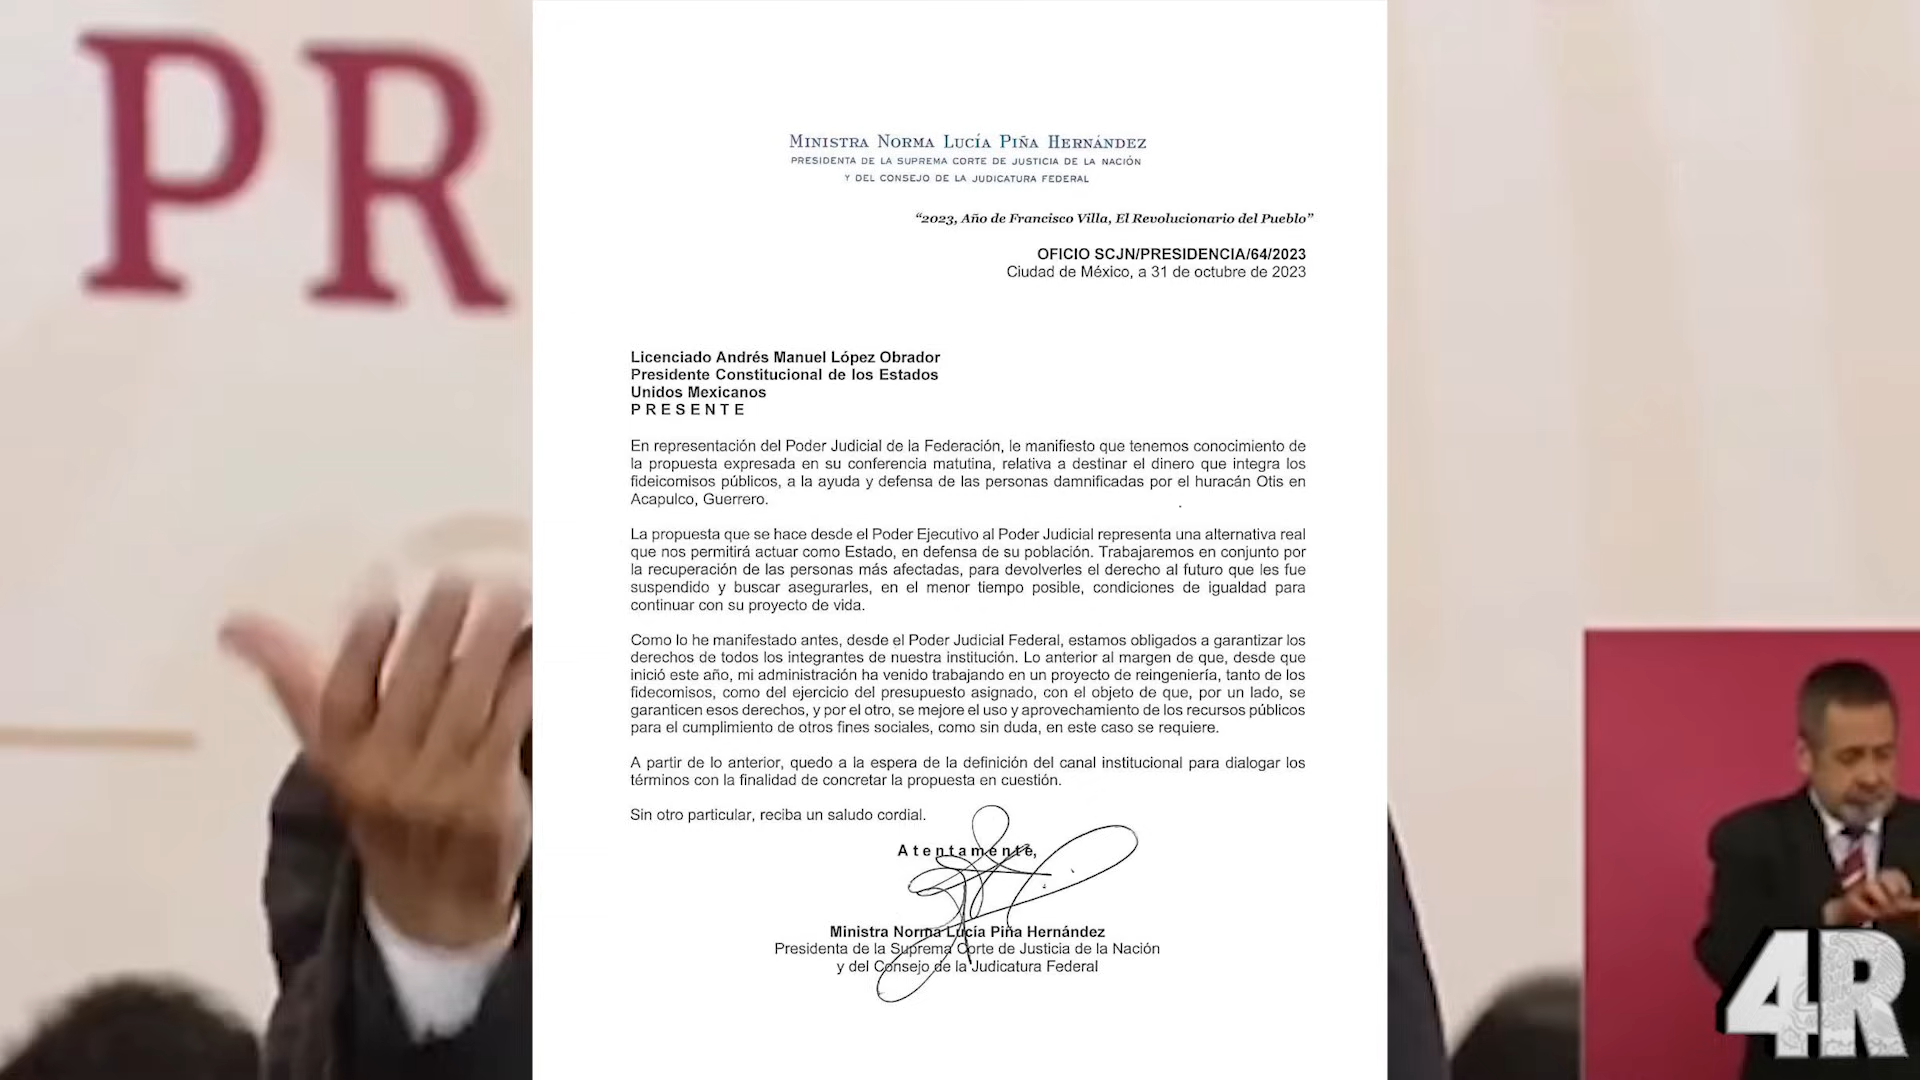 PR
MINISTRA NORMA LUCÍA PIÑA HERNÁNDEZ
PRESIDENTA DE LA SUPREMA CORTE DE JUSTICIA DE LA NACIÓN
Y DEL CONSEJO DE LA JUDICATURA FEDERAL
“2023, Año de Francisco Villa, El Revolucionario del Pueblo”
OFICIO SCJN/PRESIDENCIA/64/2023
Ciudad de México, a 31 de octubre de 2023
Licenciado Andrés Manuel López Obrador
Presidente Constitucional de los Estados
Unidos Mexicanos
P R E S E N T E
En representación del Poder Judicial de la Federación, le manifiesto que tenemos conocimiento de
la propuesta expresada en su conferencia matutina, relativa a destinar el dinero que integra los
fideicomisos públicos, a la ayuda y defensa de las personas damnificadas por el huracán Otis en
Acapulco, Guerrero.
La propuesta que se hace desde el Poder Ejecutivo al Poder Judicial representa una alternativa real
que nos permitirá actuar como Estado, en defensa de su población. Trabajaremos en conjunto por
la recuperación de las personas más afectadas, para devolverles el derecho al futuro que les fue
suspendido y buscar asegurarles, en el menor tiempo posible, condiciones de igualdad para
continuar con su proyecto de vida.
Como lo he manifestado antes, desde el Poder Judicial Federal, estamos obligados a garantizar los
derechos de todos los integrantes de nuestra institución. Lo anterior al margen de que, desde que
inició este año, mi administración ha venido trabajando en un proyecto de reingeniería, tanto de los
fidecomisos, como del ejercicio del presupuesto asignado, con el objeto de que, por un lado, se
garanticen esos derechos, y por el otro, se mejore el uso y aprovechamiento de los recursos públicos
para el cumplimiento de otros fines sociales, como sin duda, en este caso se requiere.
A partir de lo anterior, quedo a la espera de la definición del canal institucional para dialogar los
términos con la finalidad de concretar la propuesta en cuestión.
Sin otro particular, reciba un saludo cordial.
A t e n t a m e n t e,
Ministra Norma Lucía Piña Hernández
Presidenta de la Suprema Corte de Justicia de la Nación
y del Consejo de la Judicatura Federal
4R